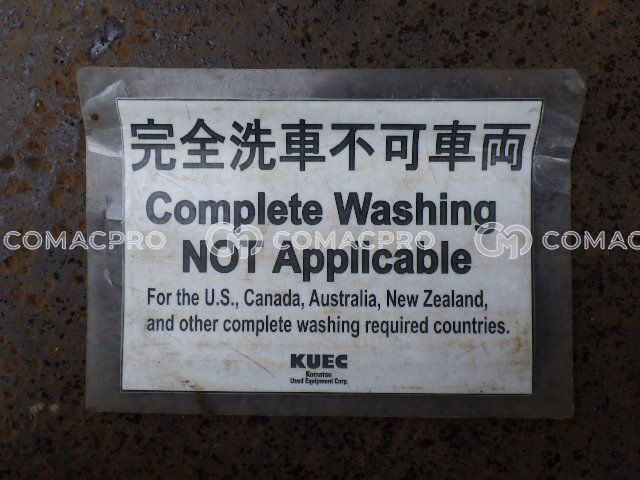 完全洗車不可車両
Complete Washing
NOT Applicable
COMACPRO COMACPRO COMAC
For the U.S., Canada, Australia, New Zealand,
and other complete washing required countries.
KUEC
Komatsu
Used Equipment Corp.